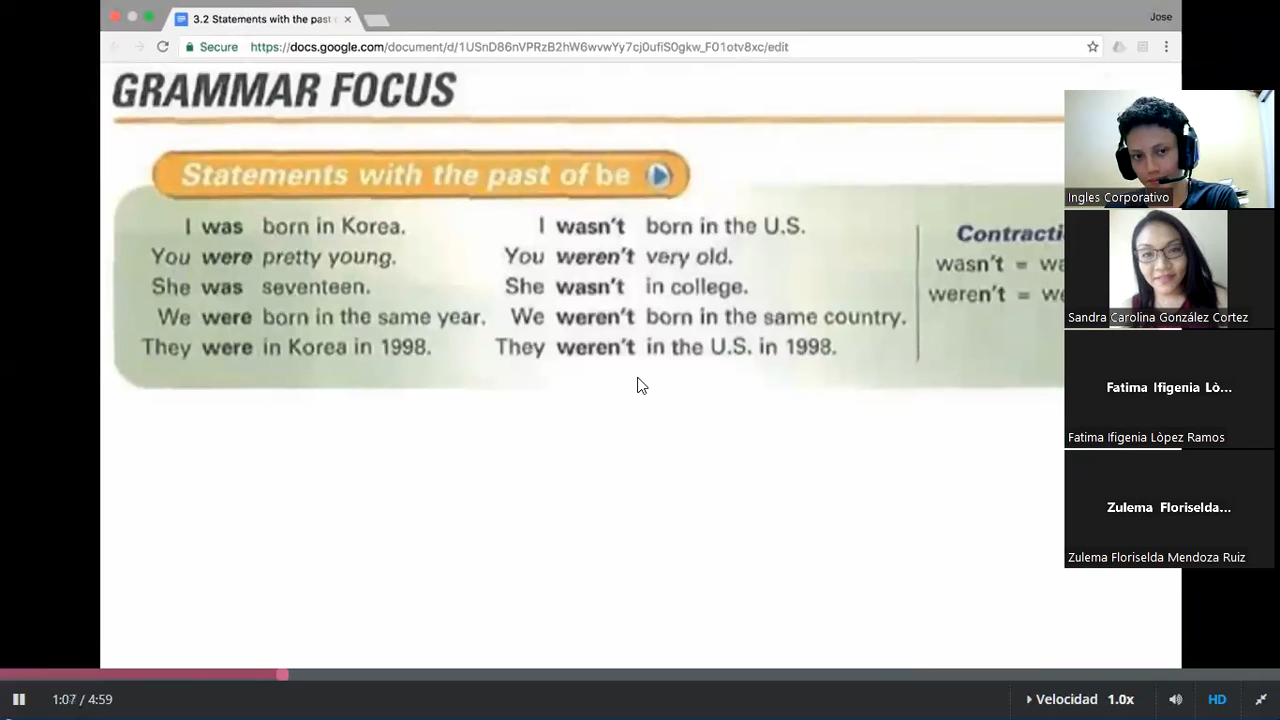 3.2 Statements with the past
Jose
Secure
https://docs.google.com/document/d/1USnD86nVPRzB2hW6wvwYy7cj0ufiS0gkw_F01otv8xc/edit
GRAMMAR FOCUS
Statements with the past of be
I was born in Korea. I wasn't born in the U.S.
You were pretty young. You weren't very old.
She was seventeen. She wasn't in college.
We were born in the same year. We weren't born in the same country.
They were in Korea in 1998. They weren't in the U.S. in 1998.
Contracti
wasn't = wa
weren't = we
Ingles Corporativo
Sandra Carolina González Cortez
Fatima Ifigenia Lò...
Fatima Ifigenia Lòpez Ramos
Zulema Floriselda...
Zulema Floriselda Mendoza Ruiz
1:07 / 4:59
Velocidad 1.0x
HD